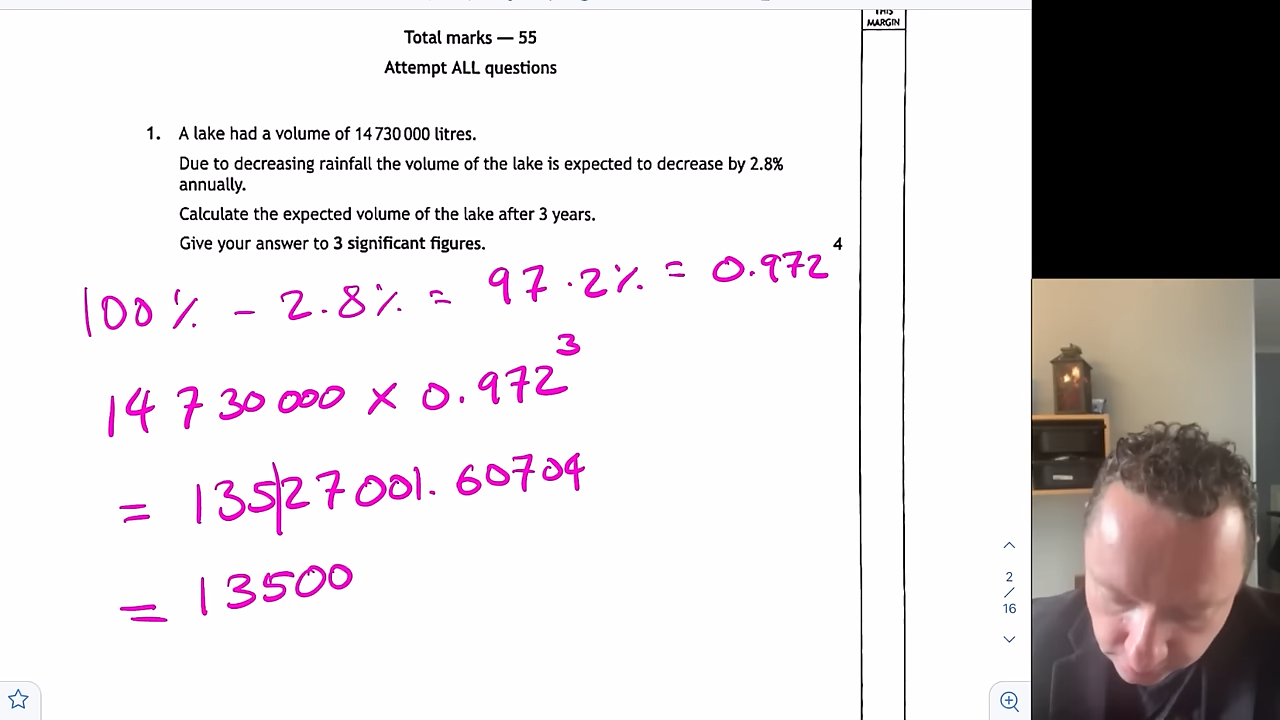 THIS
MARGIN
Total marks — 55
Attempt ALL questions
1. A lake had a volume of 14 730 000 litres.
Due to decreasing rainfall the volume of the lake is expected to decrease by 2.8%
annually.
Calculate the expected volume of the lake after 3 years.
Give your answer to 3 significant figures. 4
100% - 2.8% = 97.2% = 0.972
14 730 000 x 0.972³
= 135|27001.60704
= 13500
2
/
16